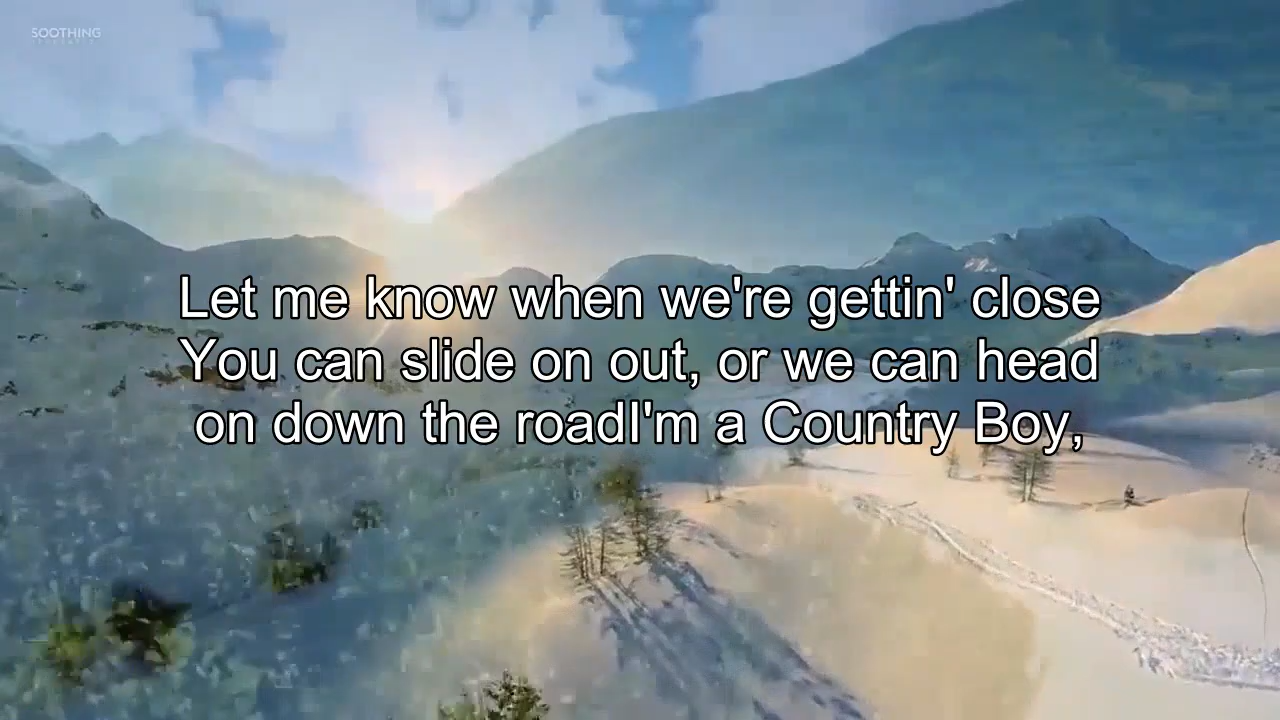 SOOTHING
Let me know when we're gettin' close
You can slide on out, or we can head
on down the roadI'm a Country Boy,